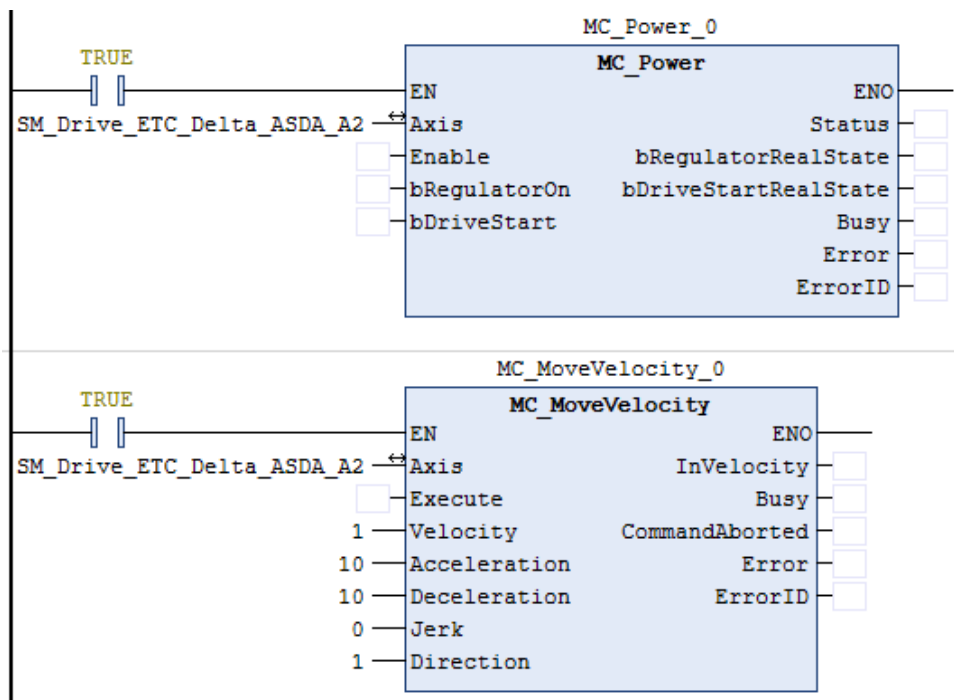 MC_Power_0
TRUE
MC_Power
EN ENO
SM_Drive_ETC_Delta_ASDA_A2 Axis Status
Enable bRegulatorRealState
bRegulatorOn bDriveStartRealState
bDriveStart Busy
Error
ErrorID
MC_MoveVelocity_0
TRUE
MC_MoveVelocity
EN ENO
SM_Drive_ETC_Delta_ASDA_A2 Axis InVelocity
Execute Busy
1 Velocity CommandAborted
10 Acceleration Error
10 Deceleration ErrorID
0 Jerk
1 Direction